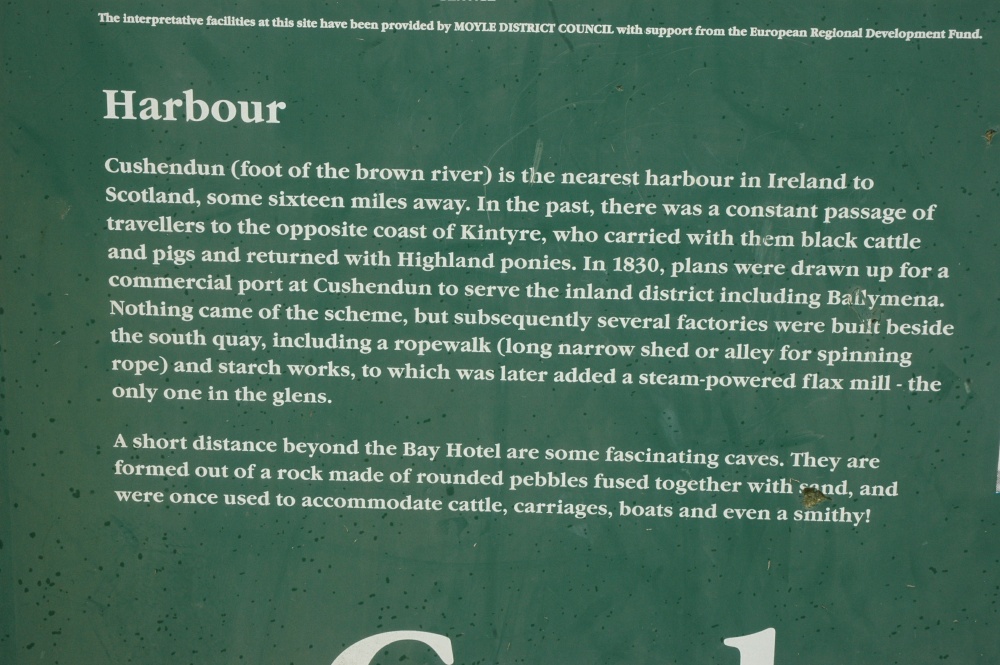 The interpretative facilities at this site have been provided by MOYLE DISTRICT COUNCIL with support from the European Regional Development Fund.
Harbour
Cushendun (foot of the brown river) is the nearest harbour in Ireland to
Scotland, some sixteen miles away. In the past, there was a constant passage of
travellers to the opposite coast of Kintyre, who carried with them black cattle
and pigs and returned with Highland ponies. In 1830, plans were drawn up for a
commercial port at Cushendun to serve the inland district including Ballymena.
Nothing came of the scheme, but subsequently several factories were built beside
the south quay, including a ropewalk (long narrow shed or alley for spinning
rope) and starch works, to which was later added a steam-powered flax mill - the
only one in the glens.
A short distance beyond the Bay Hotel are some fascinating caves. They are
formed out of a rock made of rounded pebbles fused together with sand, and
were once used to accommodate cattle, carriages, boats and even a smithy!